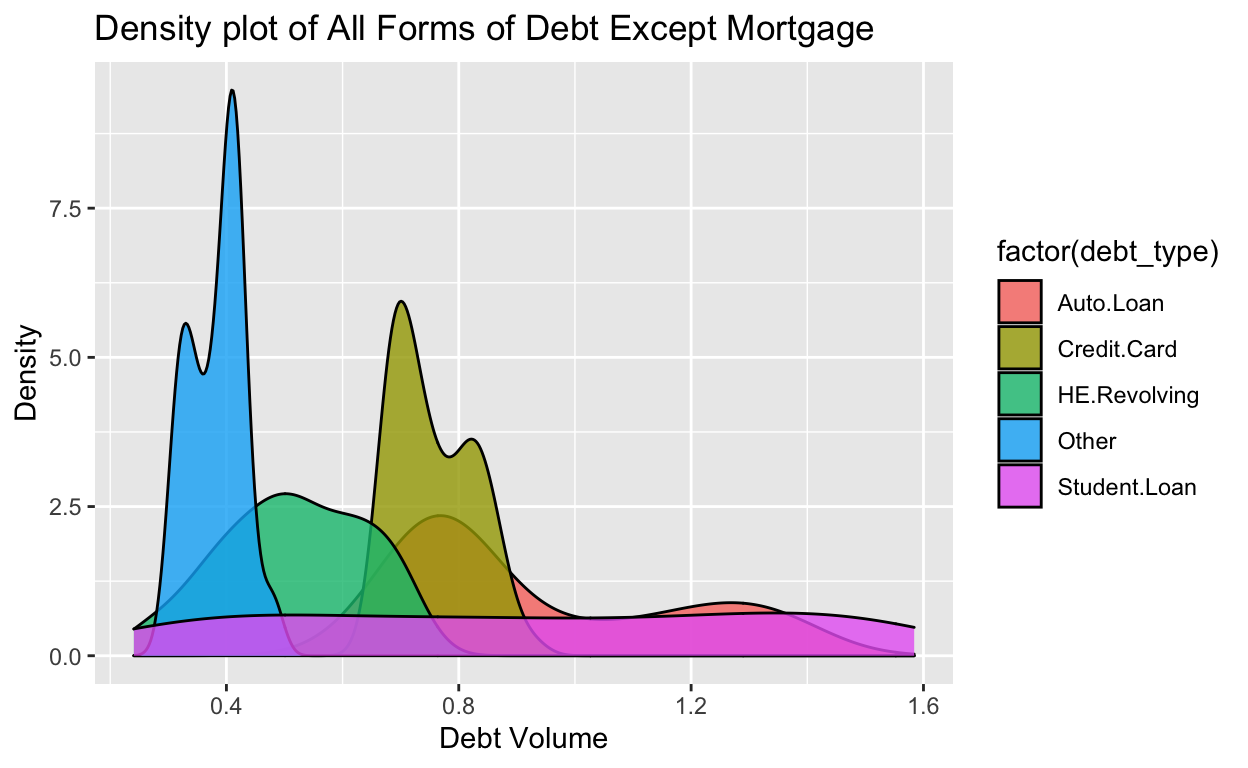 Density plot of All Forms of Debt Except Mortgage
Density
7.5
5.0
2.5
0.0
0.4
0.8
1.2
1.6
Debt Volume
factor(debt_type)
Auto.Loan
Credit.Card
HE.Revolving
Other
Student.Loan